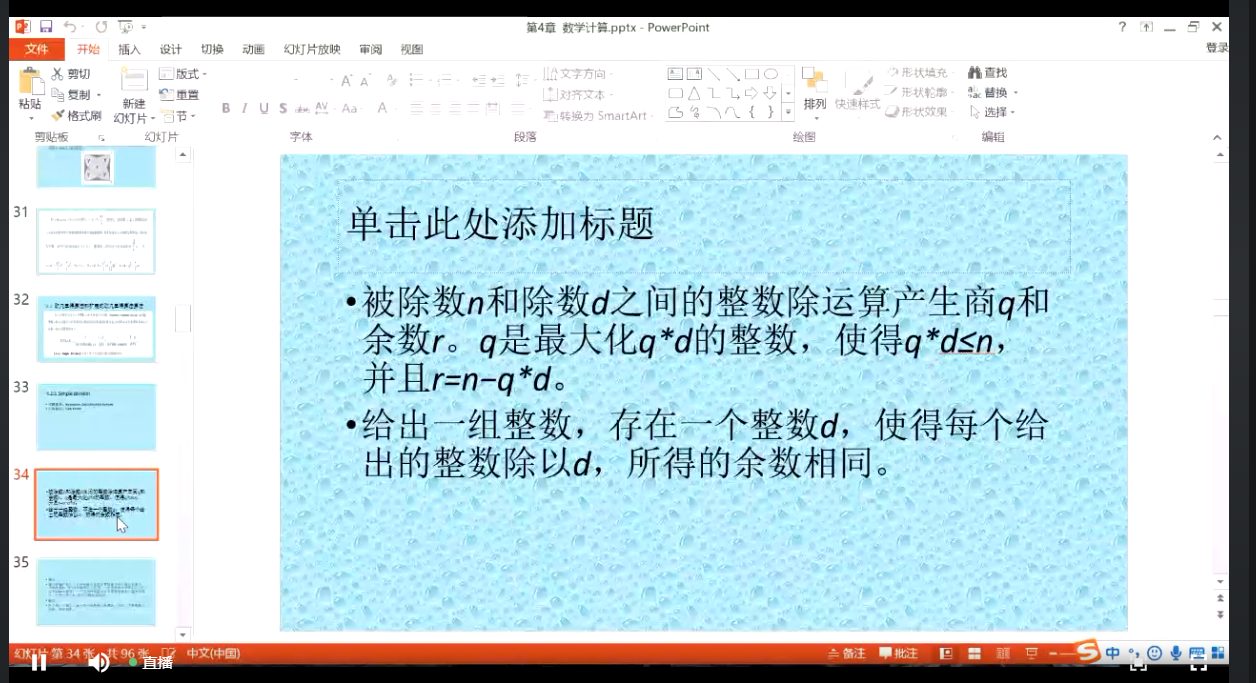 第4章 数学计算.pptx - PowerPoint
?
文件 开始 插入 设计 切换 动画 幻灯片放映 审阅 视图
登录
粘贴
剪切
复制
格式刷
剪贴板
新建
幻灯片
版式
重置
节
幻灯片
B I U S abc AV Aa A
字体
文字方向
对齐文本
转换为 SmartArt
段落
排列
快速样式
形状填充
形状轮廓
形状效果
绘图
查找
替换
选择
编辑
31
32
33
34
35
单击此处添加标题
•被除数n和除数d之间的整数除运算产生商q和
余数r。q是最大化q*d的整数，使得q*d≤n，
并且r=n–q*d。
•给出一组整数，存在一个整数d，使得每个给
出的整数除以d，所得的余数相同。
幻灯片 第 34 张，共 96 张 中文(中国)
备注 批注
中
直播